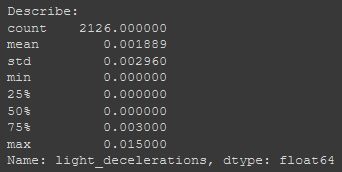 Describe:
count    2126.000000
mean        0.001889
std         0.002960
min         0.000000
25%         0.000000
50%         0.000000
75%         0.003000
max         0.015000
Name: light_decelerations, dtype: float64